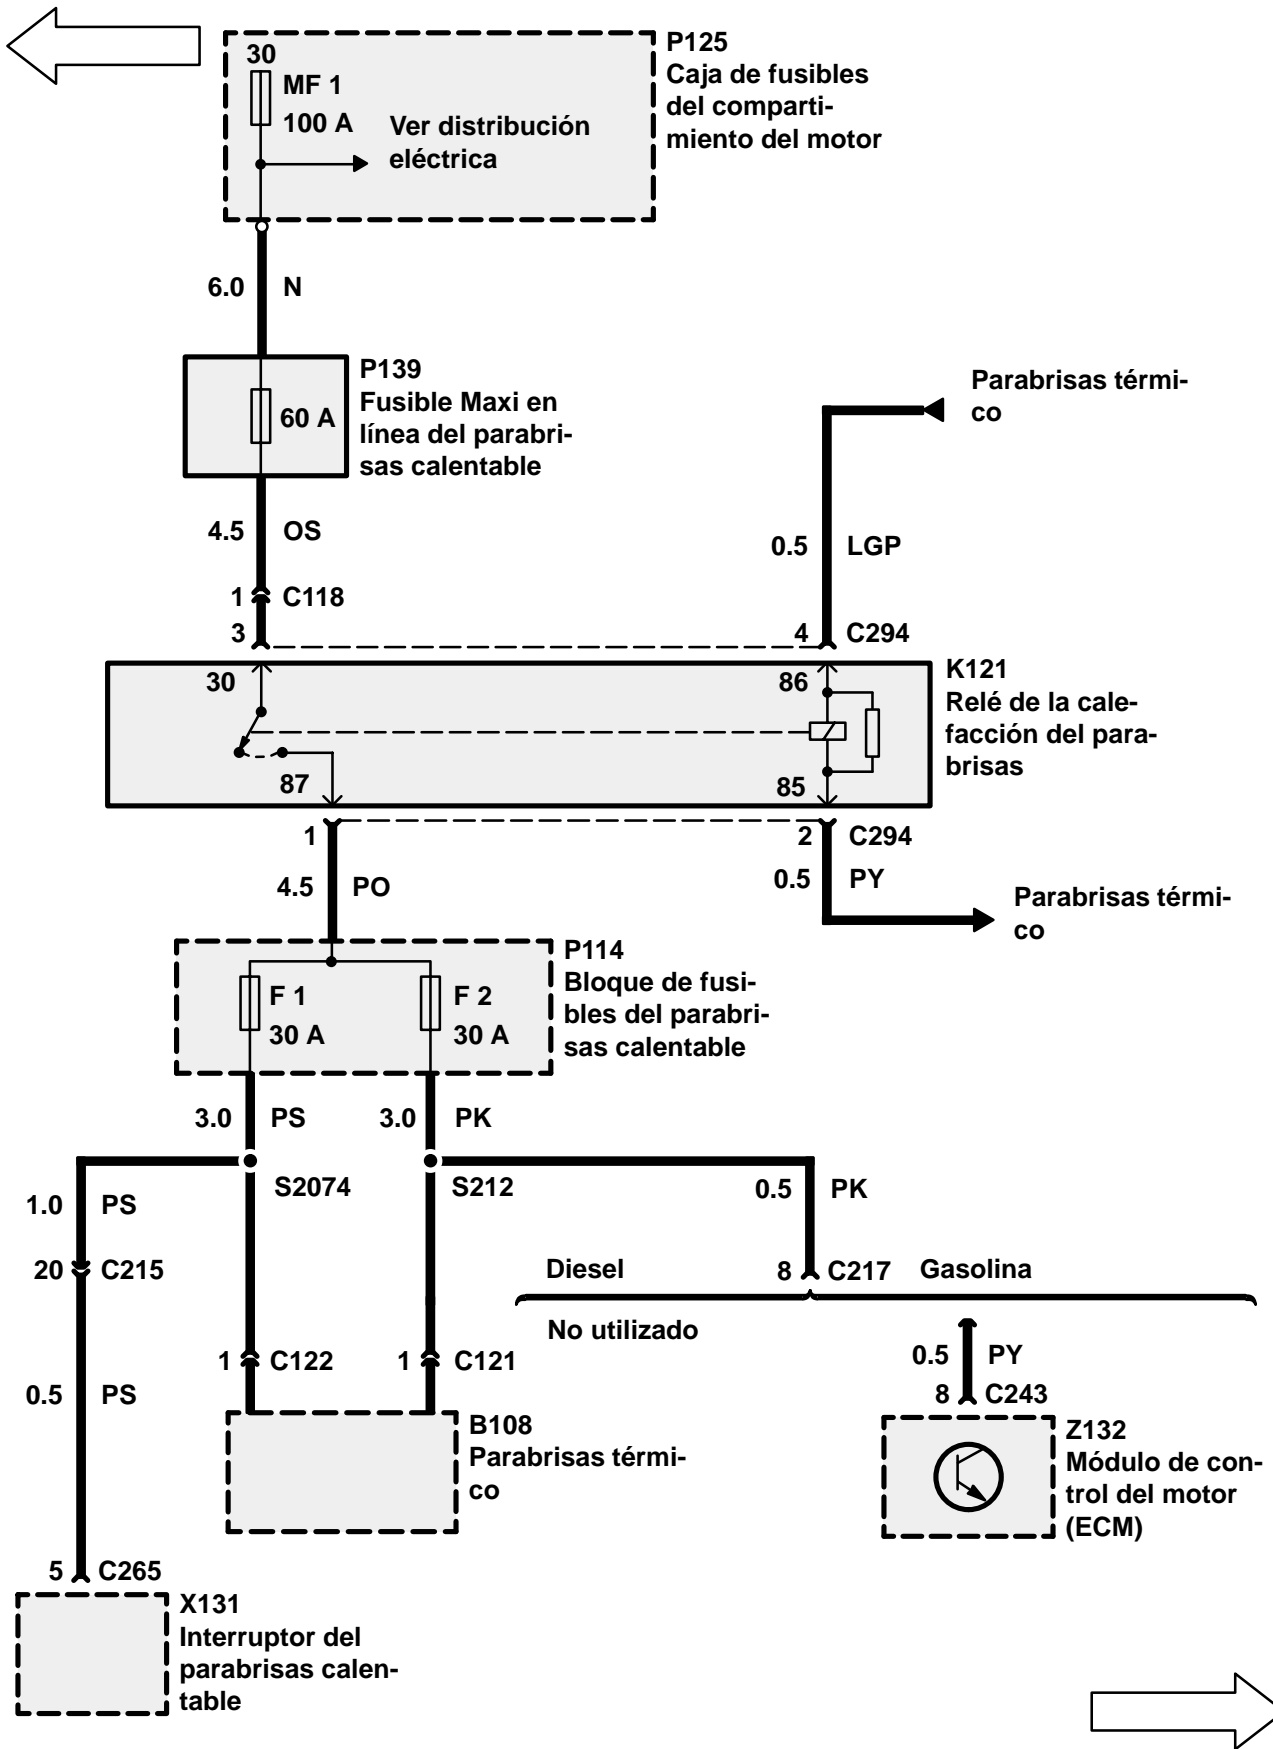 30
MF 1
100 A
Ver distribución
eléctrica
P125
Caja de fusibles
del comparti-
miento del motor
6.0 N
P139
Fusible Maxi en
línea del parabri-
sas calentable
60 A
Parabrisas térmi-
co
4.5 OS
0.5 LGP
1 C118
3
4 C294
30
86
K121
Relé de la cale-
facción del para-
brisas
87
85
1
2 C294
4.5 PO
0.5 PY
Parabrisas térmi-
co
P114
Bloque de fusi-
bles del parabri-
sas calentable
F 1
30 A
F 2
30 A
3.0 PS
3.0 PK
S2074
S212
1.0 PS
0.5 PK
20 C215
Diesel
8 C217
Gasolina
No utilizado
1 C122
1 C121
0.5 PY
0.5 PS
8 C243
B108
Parabrisas térmi-
co
Z132
Módulo de con-
trol del motor
(ECM)
5 C265
X131
Interruptor del
parabrisas calen-
table